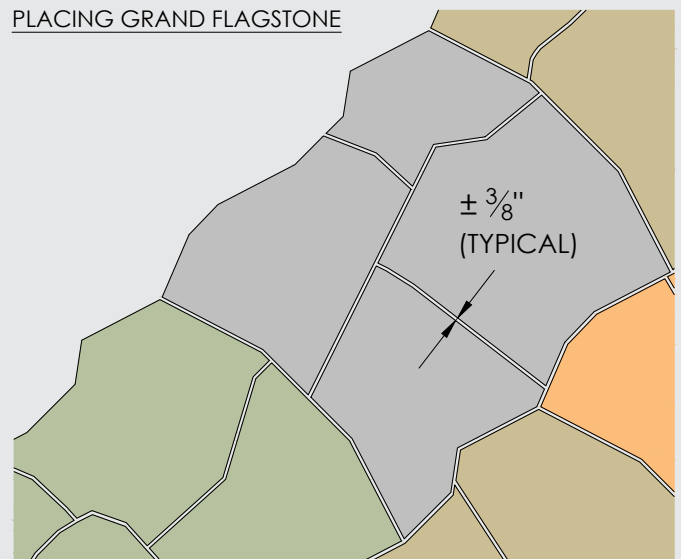 PLACING GRAND FLAGSTONE
± 3/8"
(TYPICAL)